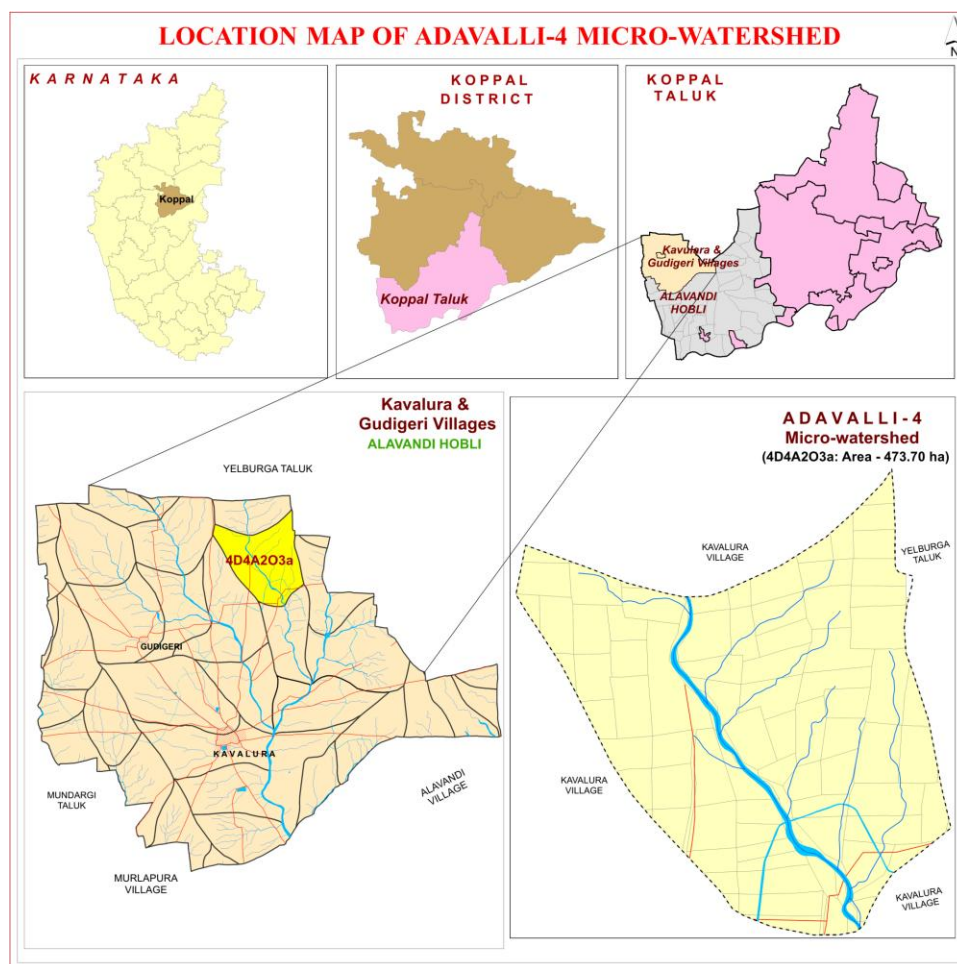 LOCATION MAP OF ADAVALLI-4 MICRO-WATERSHED
N
KARNATAKA
Koppal
KOPPAL
DISTRICT
Koppal Taluk
KOPPAL
TALUK
Kavulura &
Gudigeri Villages
ALAVANDI
HOBLI
Kavalura &
Gudigeri Villages
ALAVANDI HOBLI
YELBURGA TALUK
4D4A2O3a
GUDIGERI
KAVALURA
MUNDARGI
TALUK
ALAVANDI
VILLAGE
MURLAPURA
VILLAGE
ADAVALLI-4
Micro-watershed
(4D4A2O3a: Area - 473.70 ha)
KAVALURA
VILLAGE
YELBURGA
TALUK
KAVALURA
VILLAGE
KAVALURA
VILLAGE